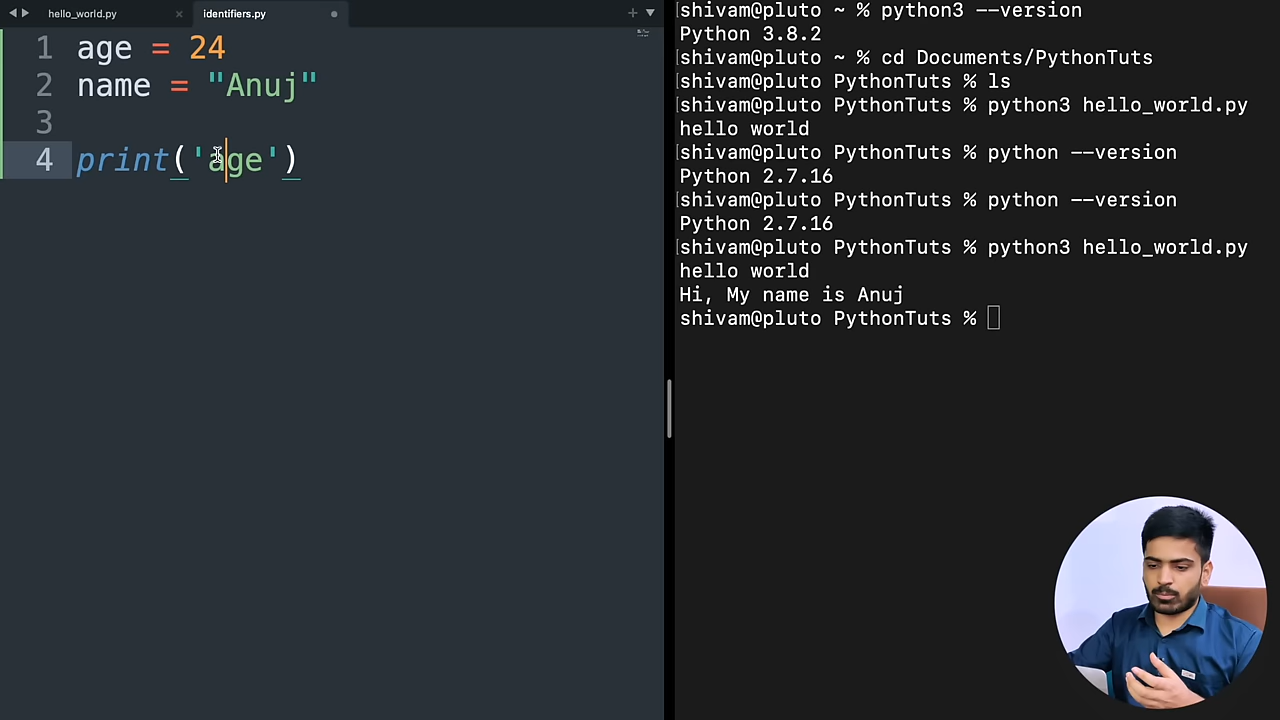 hello_world.py
identifiers.py
1 age = 24
2 name = "Anuj"
3
4 print('age')
shivam@pluto ~ % python3 --version
Python 3.8.2
shivam@pluto ~ % cd Documents/PythonTuts
shivam@pluto PythonTuts % ls
shivam@pluto PythonTuts % python3 hello_world.py
hello world
shivam@pluto PythonTuts % python --version
Python 2.7.16
shivam@pluto PythonTuts % python --version
Python 2.7.16
shivam@pluto PythonTuts % python3 hello_world.py
hello world
Hi, My name is Anuj
shivam@pluto PythonTuts %